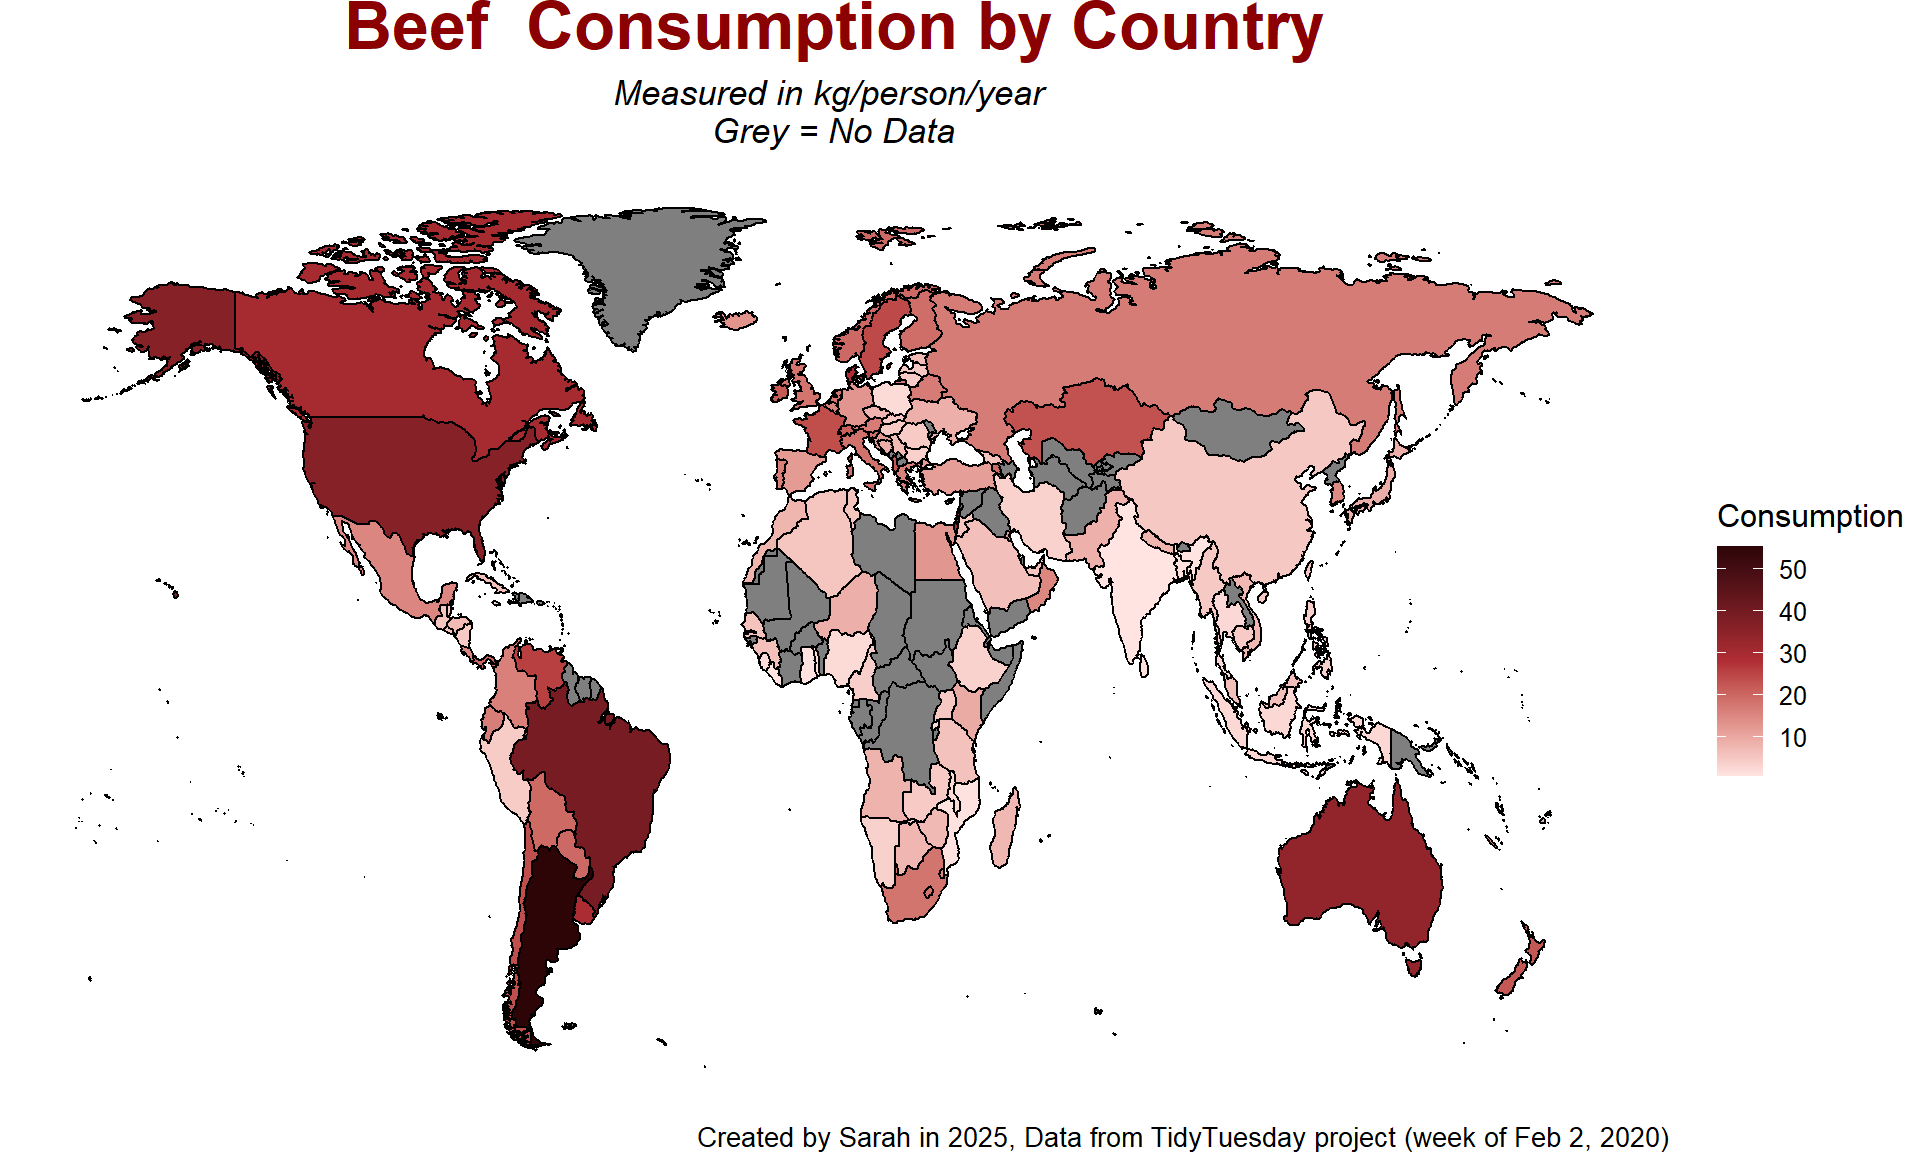 Beef  Consumption by Country
Measured in kg/person/year
Grey = No Data
Consumption
50
40
30
20
10
Created by Sarah in 2025, Data from TidyTuesday project (week of Feb 2, 2020)